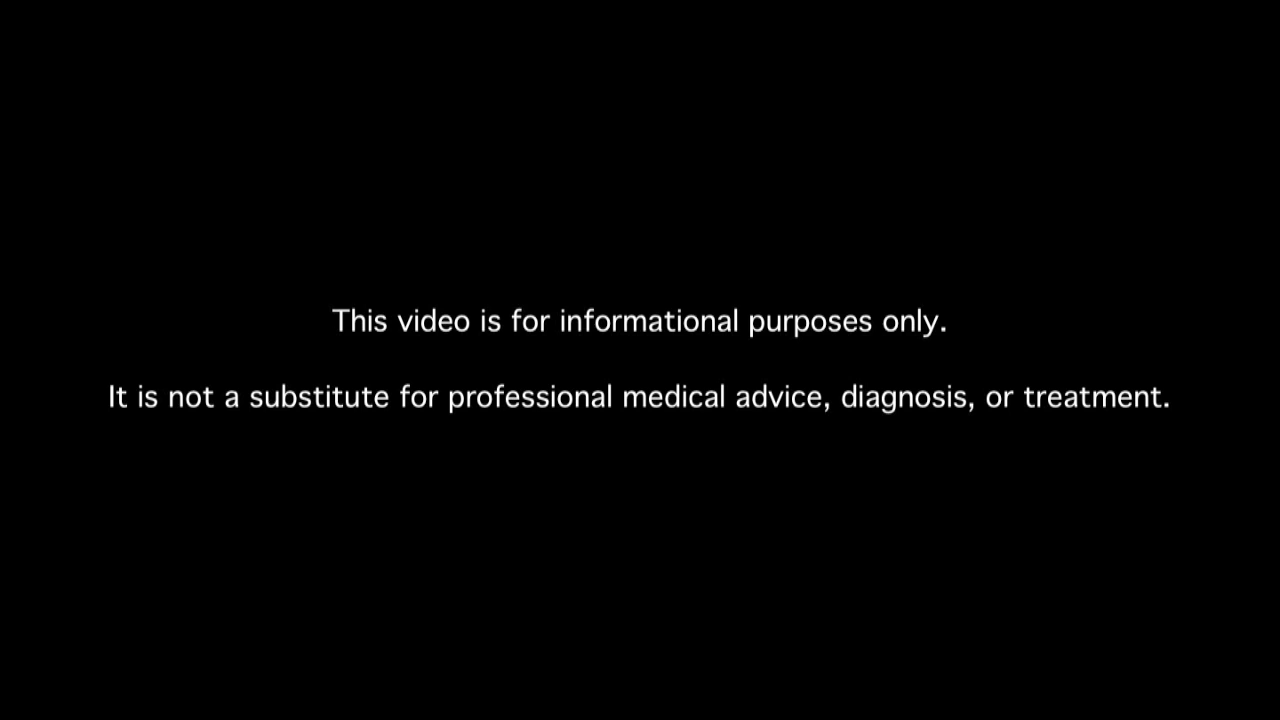 This video is for informational purposes only.
It is not a substitute for professional medical advice, diagnosis, or treatment.